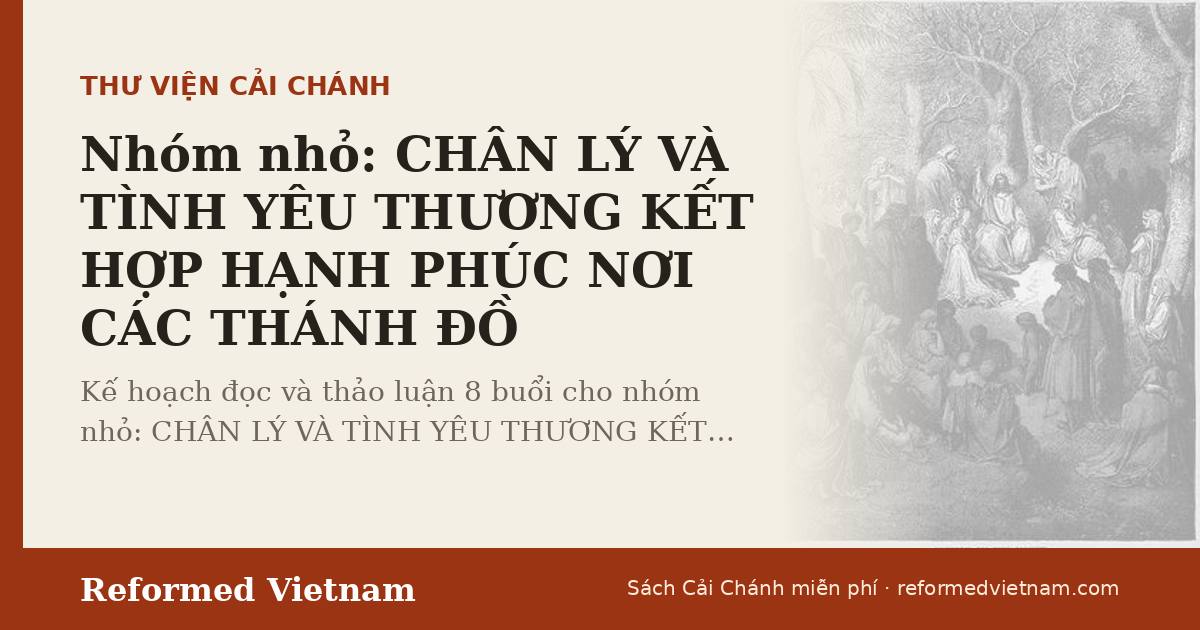 THƯ VIỆN CẢI CHÁNH
Nhóm nhỏ: CHÂN LÝ VÀ
TÌNH YÊU THƯƠNG KẾT
HỢP HẠNH PHÚC NƠI
CÁC THÁNH ĐỒ
Kế hoạch đọc và thảo luận 8 buổi cho nhóm
nhỏ: CHÂN LÝ VÀ TÌNH YÊU THƯƠNG KẾT…
Reformed Vietnam
Sách Cải Chánh miễn phí · reformedvietnam.com